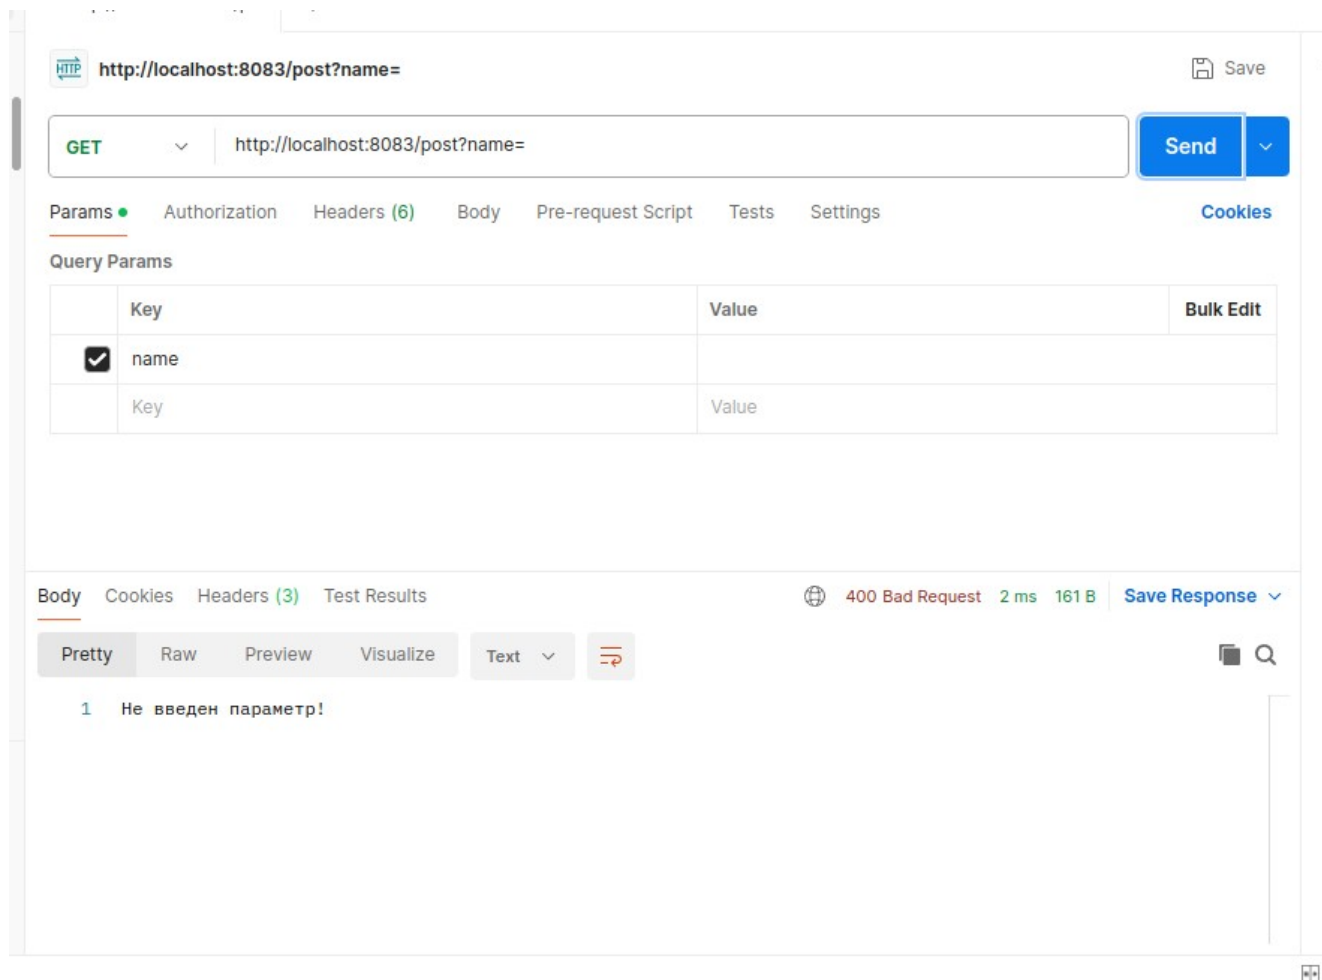 HTTP http://localhost:8083/post?name= Save
GET http://localhost:8083/post?name= Send
Params Authorization Headers (6) Body Pre-request Script Tests Settings Cookies
Query Params
Key Value Bulk Edit
name
Key Value
Body Cookies Headers (3) Test Results 400 Bad Request 2 ms 161 B Save Response
Pretty Raw Preview Visualize Text
1 Не введен параметр!